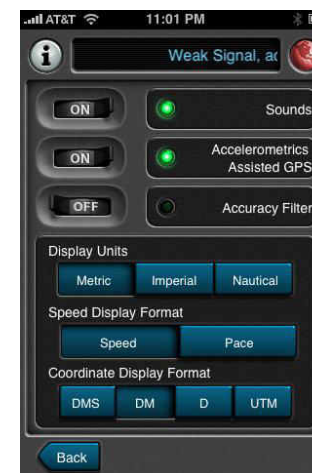 AT&T 11:01 PM
i Weak Signal, ac
ON Sounds
ON Accelerometrics
Assisted GPS
OFF Accuracy Filter
Display Units
Metric Imperial Nautical
Speed Display Format
Speed Pace
Coordinate Display Format
DMS DM D UTM
Back